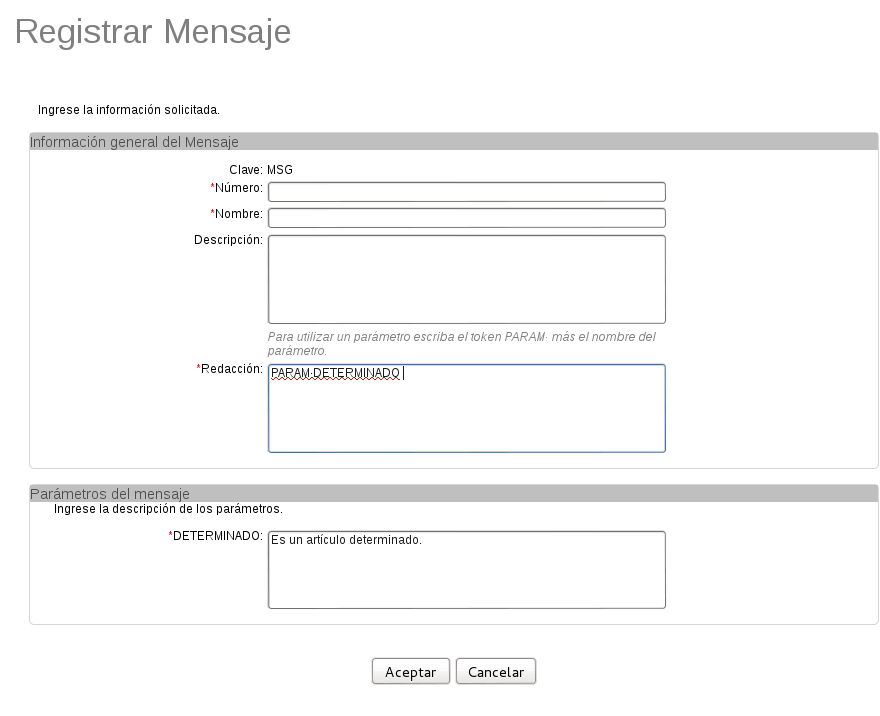 Registrar Mensaje
Ingrese la información solicitada.
Información general del Mensaje
Clave: MSG
*Número:
*Nombre:
Descripción:
Para utilizar un parámetro escriba el token PARAM· más el nombre del
parámetro.
*Redacción: PARAM·DETERMINADO
Parámetros del mensaje
Ingrese la descripción de los parámetros.
*DETERMINADO: Es un artículo determinado.
Aceptar Cancelar